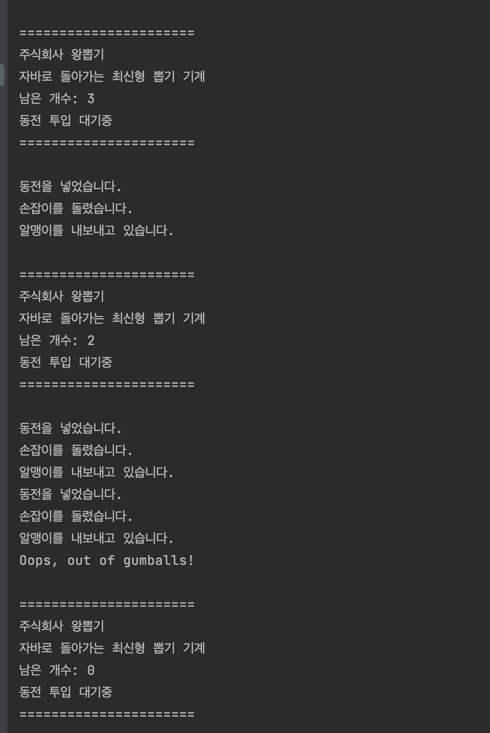 ======================
주식회사 왕뽑기
자바로 돌아가는 최신형 뽑기 기계
남은 개수: 3
동전 투입 대기중
======================
동전을 넣었습니다.
손잡이를 돌렸습니다.
알맹이를 내보내고 있습니다.
======================
주식회사 왕뽑기
자바로 돌아가는 최신형 뽑기 기계
남은 개수: 2
동전 투입 대기중
======================
동전을 넣었습니다.
손잡이를 돌렸습니다.
알맹이를 내보내고 있습니다.
동전을 넣었습니다.
손잡이를 돌렸습니다.
알맹이를 내보내고 있습니다.
Oops, out of gumballs!
======================
주식회사 왕뽑기
자바로 돌아가는 최신형 뽑기 기계
남은 개수: 0
동전 투입 대기중
======================